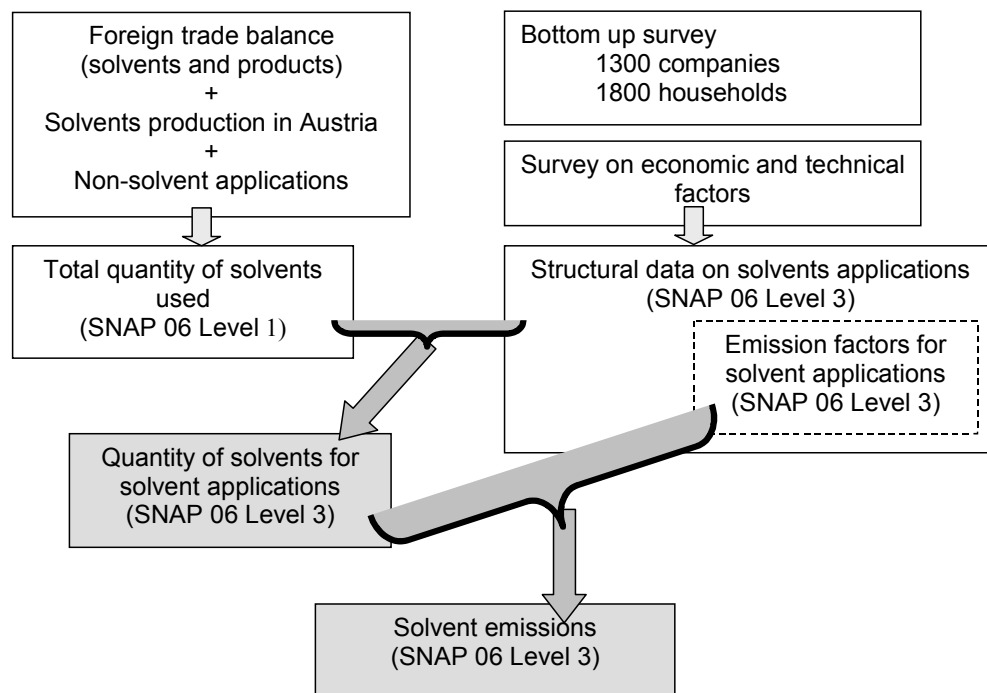 Foreign trade balance
(solvents and products)
+
Solvents production in Austria
+
Non-solvent applications
Bottom up survey
1300 companies
1800 households
Survey on economic and technical
factors
Total quantity of solvents
used
(SNAP 06 Level 1)
Structural data on solvents applications
(SNAP 06 Level 3)
Emission factors for
solvent applications
(SNAP 06 Level 3)
Quantity of solvents for
solvent applications
(SNAP 06 Level 3)
Solvent emissions
(SNAP 06 Level 3)